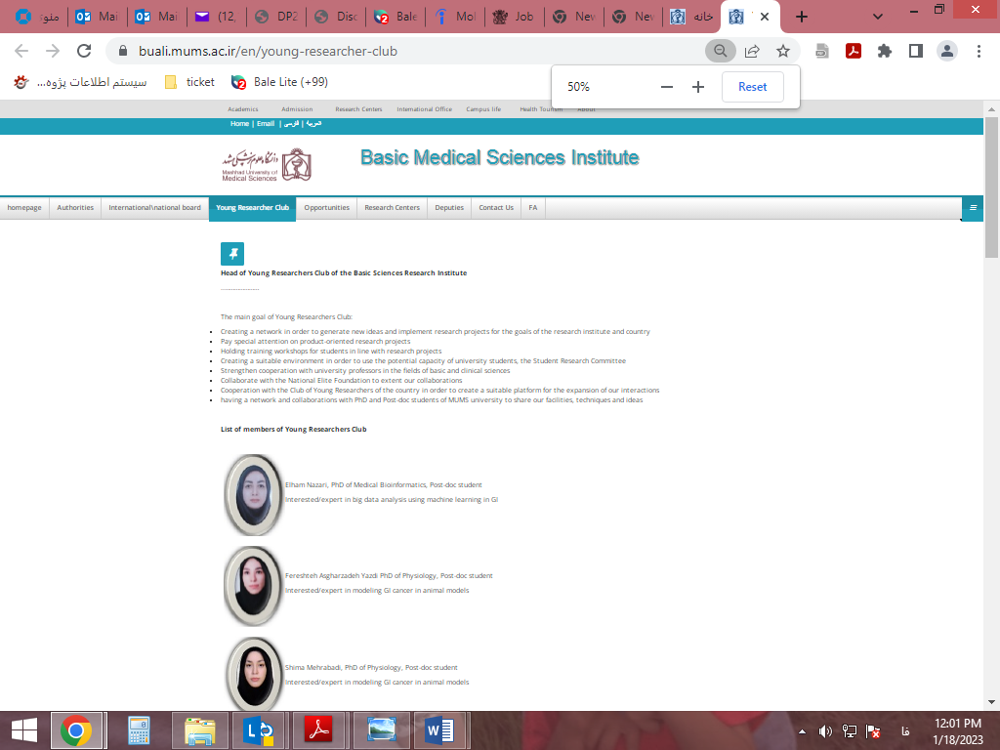 منو:
Mai
Mai
(12,
DP2
Disc
Bale
Mol
Job
Nev
Nev
خانه
buali.mums.ac.ir/en/young-researcher-club
سیستم اطلاعات پژوه...
ticket
Bale Lite (+99)
50%
Reset
Academics
Admission
Research Centers
International Office
Campus life
Health Tourism
About
Home | Email | فارسی | العربية
دانشگاه علوم پزشکی مشهد
Mashhad University of
Medical Sciences
Basic Medical Sciences Institute
homepage
Authorities
International\national board
Young Researcher Club
Opportunities
Research Centers
Deputies
Contact Us
FA
Head of Young Researchers Club of the Basic Sciences Research Institute
--------------------
The main goal of Young Researchers Club:
Creating a network in order to generate new ideas and implement research projects for the goals of the research institute and country
Pay special attention on product-oriented research projects
Holding training workshops for students in line with research projects
Creating a suitable environment in order to use the potential capacity of university students, the Student Research Committee
Strengthen cooperation with university professors in the fields of basic and clinical sciences
Collaborate with the National Elite Foundation to extent our collaborations
Cooperation with the Club of Young Researchers of the country in order to create a suitable platform for the expansion of our interactions
having a network and collaborations with PhD and Post-doc students of MUMS university to share our facilities, techniques and ideas
List of members of Young Researchers Club
Elham Nazari, PhD of Medical Bioinformatics, Post-doc student
Interested/expert in big data analysis using machine learning in GI
Fereshteh Asgharzadeh Yazdi PhD of Physiology, Post-doc student
Interested/expert in modeling GI cancer in animal models
Shima Mehrabadi, PhD of Physiology, Post-doc student
Interested/expert in modeling GI cancer in animal models
فا
12:01 PM
1/18/2023